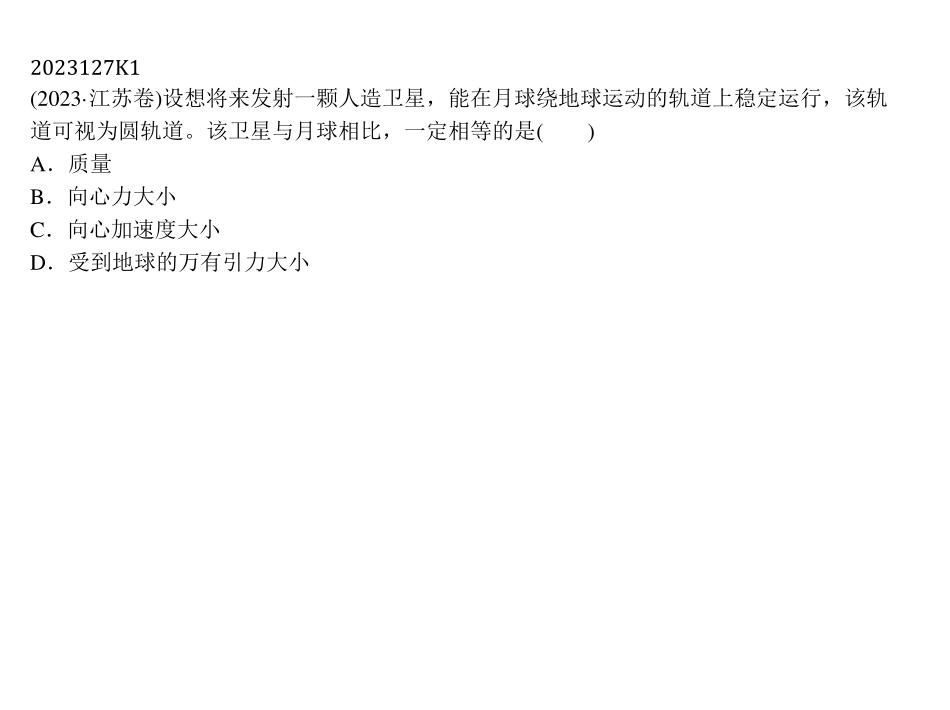 2023127K1
(2023·江苏卷)设想将来发射一颗人造卫星，能在月球绕地球运动的轨道上稳定运行，该轨
道可视为圆轨道。该卫星与月球相比，一定相等的是(　　)
A．质量
B．向心力大小
C．向心加速度大小
D．受到地球的万有引力大小